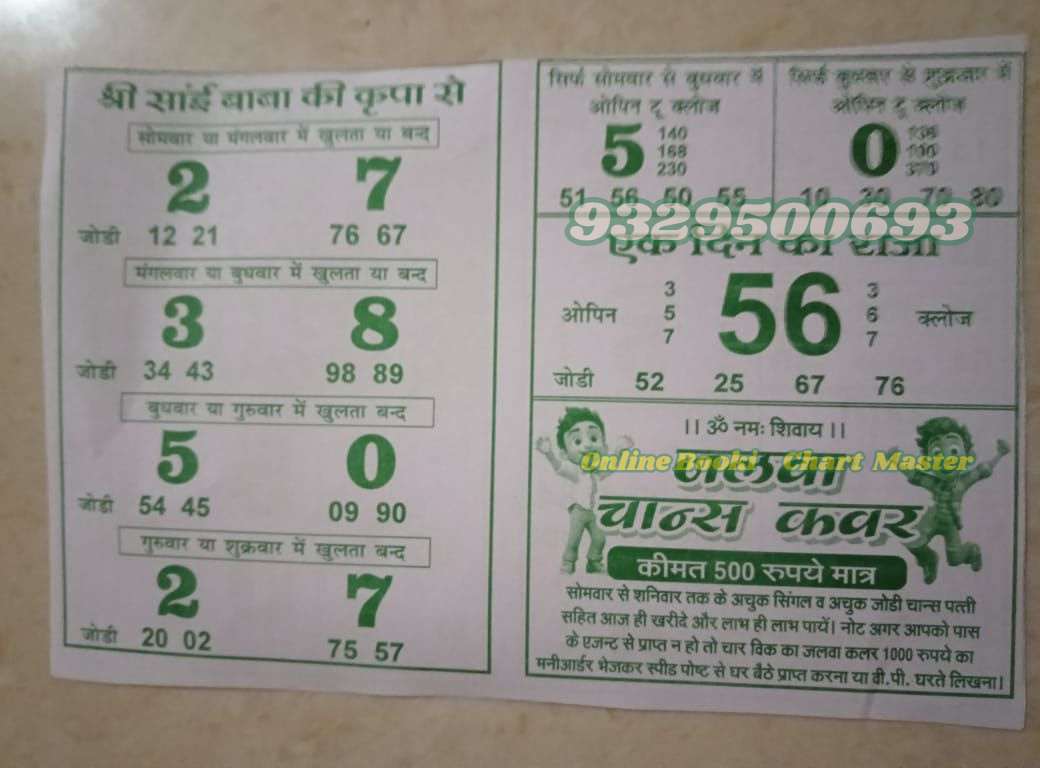 श्री सांई बाबा की कृपा से
सोमवार या मंगलवार में खुलता या बन्द
2 7
जोडी 12 21 76 67
मंगलवार या बुधवार में खुलता या बन्द
3 8
जोडी 34 43 98 89
बुधवार या गुरुवार में खुलता बन्द
5 0
जोडी 54 45 09 90
गुरुवार या शुक्रवार में खुलता बन्द
2 7
जोडी 20 02 75 57
सिर्फ सोमवार से बुधवार में
ओपिन टू क्लोज
5 140 168 230
51 56 50 55
सिर्फ से शुक्रवार में
ओपिन टू क्लोज
0
10 20 70 80
9329500693
एक दिन का राजा
ओपिन 3 5 7 56 3 6 7 क्लोज
जोडी 52 25 67 76
।। ॐ नमः शिवाय ।।
Online Booki - Chart Master
जलवा
चान्स कवर
कीमत 500 रुपये मात्र
सोमवार से शनिवार तक के अचुक सिंगल व अचुक जोडी चान्स पत्ती
सहित आज ही खरीदे और लाभ ही लाभ पायें। नोट अगर आपको पास
के एजन्ट से प्राप्त न हो तो चार विक का जलवा कलर 1000 रुपये का
मनीआर्डर भेजकर स्पीड पोष्ट से घर बैठे प्राप्त करना या वी.पी. घरते लिखना।